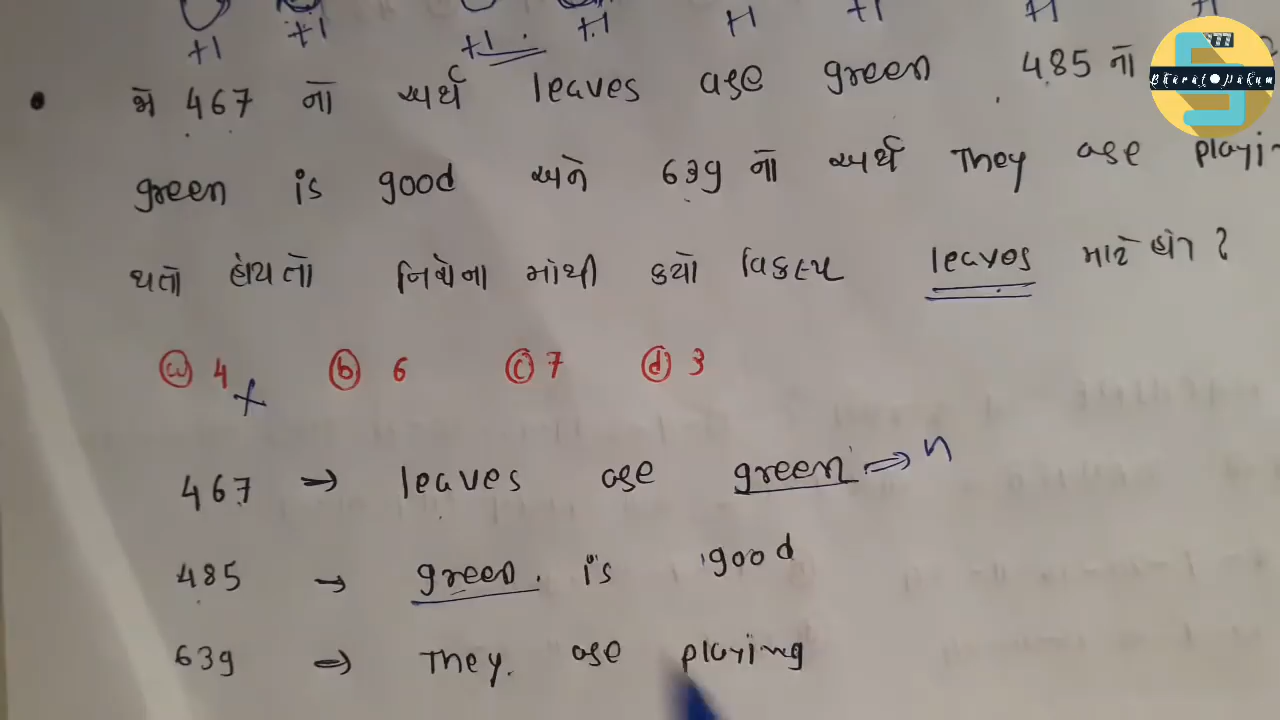 +1 +1 +1 +1 +1 +1 +1 +1
• જો 467 નો અર્થ leaves are green 485 નો
green is good અને 639 નો અર્થ They are playi
થતો હોય તો નિચેના માંથી કયો વિકલ્પ leaves માટે હોય ?
ⓐ 4 ⓑ 6 ⓒ 7 ⓓ 3
467 → leaves are green ⇒
485 → green. is good
639 → They. are playing